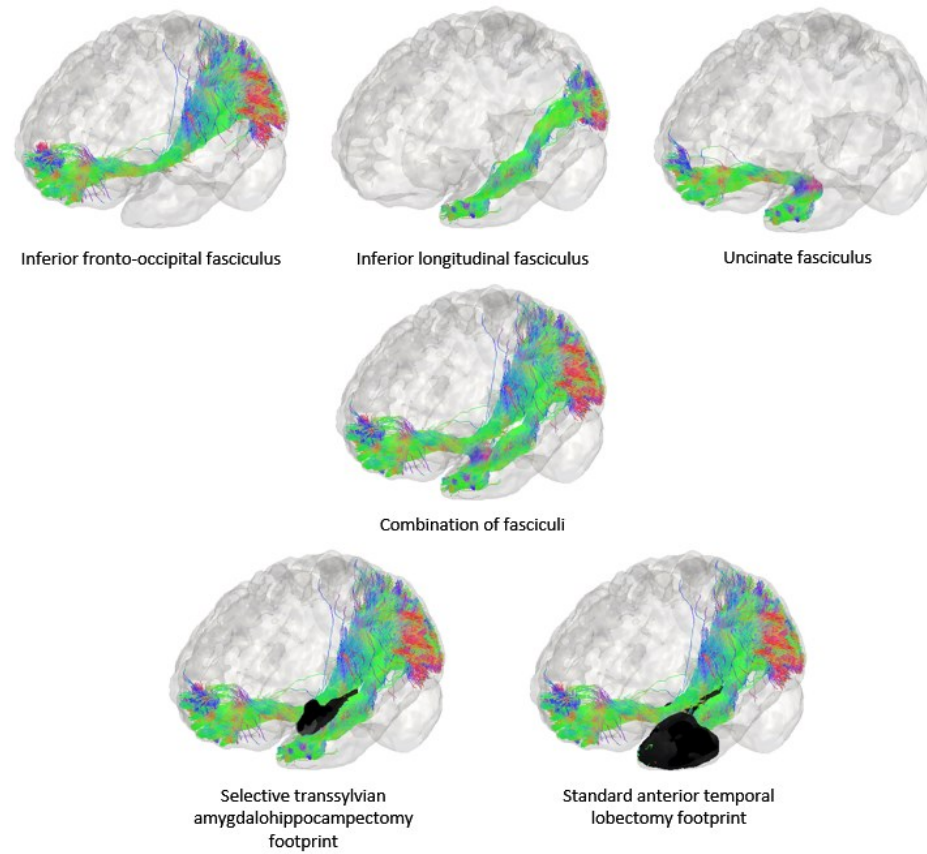 Inferior fronto-occipital fasciculus
Inferior longitudinal fasciculus
Uncinate fasciculus
Combination of fasciculi
Selective transsylvian
amygdalohippocampectomy
footprint
Standard anterior temporal
lobectomy footprint